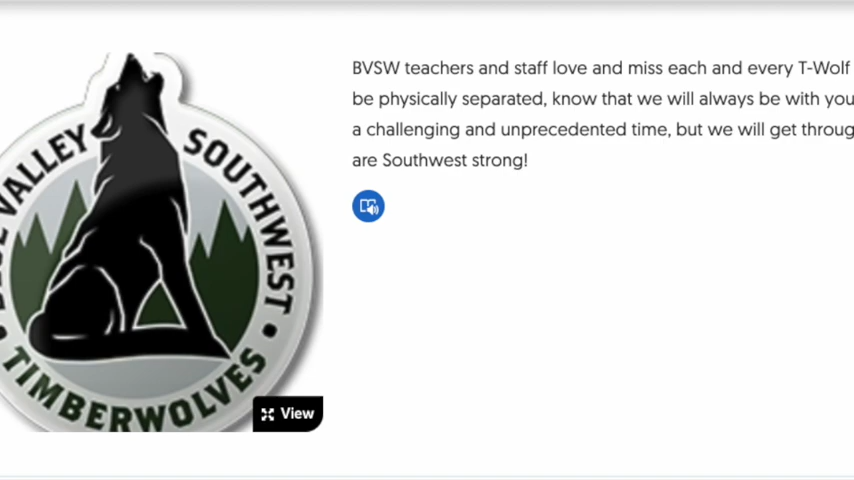 BLUE VALLEY SOUTHWEST
TIMBERWOLVES
View
BVSW teachers and staff love and miss each and every T-Wolf
be physically separated, know that we will always be with you
a challenging and unprecedented time, but we will get throug
are Southwest strong!